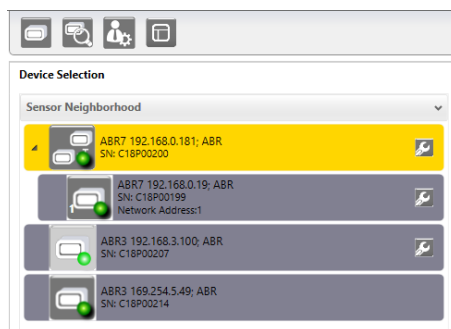 Device Selection
Sensor Neighborhood
ABR7 192.168.0.181; ABR
SN: C18P00200
ABR7 192.168.0.19; ABR
SN: C18P00199
Network Address:1
ABR3 192.168.3.100; ABR
SN: C18P00207
ABR3 169.254.5.49; ABR
SN: C18P00214